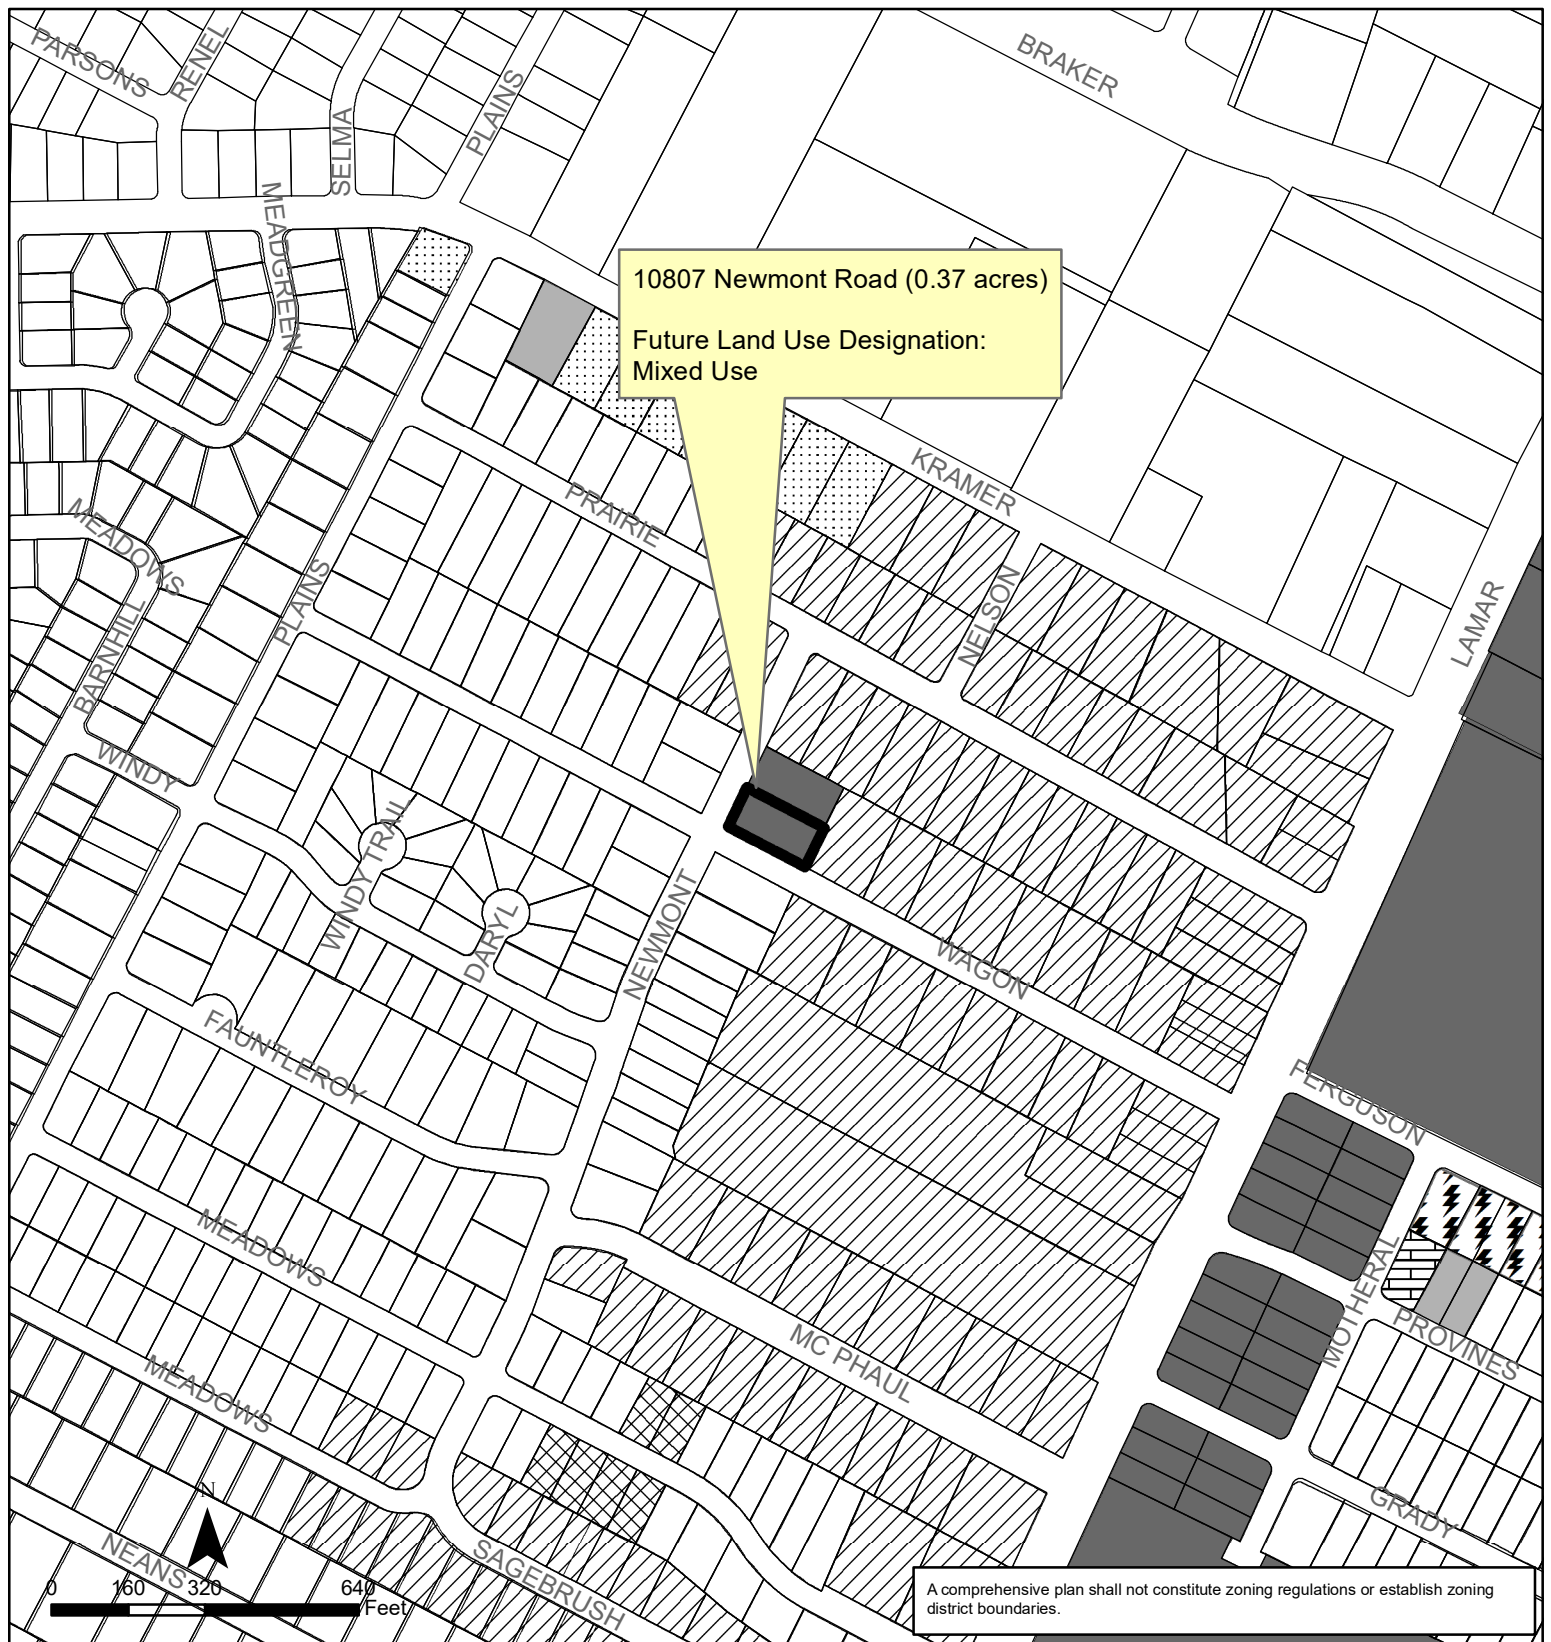 PARSONS
RENEL
SELMA
PLAINS
BRAKER
MEADGREEN
10807 Newmont Road (0.37 acres)
Future Land Use Designation:
Mixed Use
KRAMER
PRAIRIE
MEADOWS
BARNHILL
PLAINS
NELSON
LAMAR
WINDY
WINDY TRAIL
DARYL
NEWMONT
WAGON
FAUNTLEROY
FERGUSON
MEADOWS
MOTHERAL
PROVINES
MC PHAUL
MEADOWS
GRADY
NEANS
SAGEBRUSH
N
0 160 320 640
Feet
A comprehensive plan shall not constitute zoning regulations or establish zoning
district boundaries.